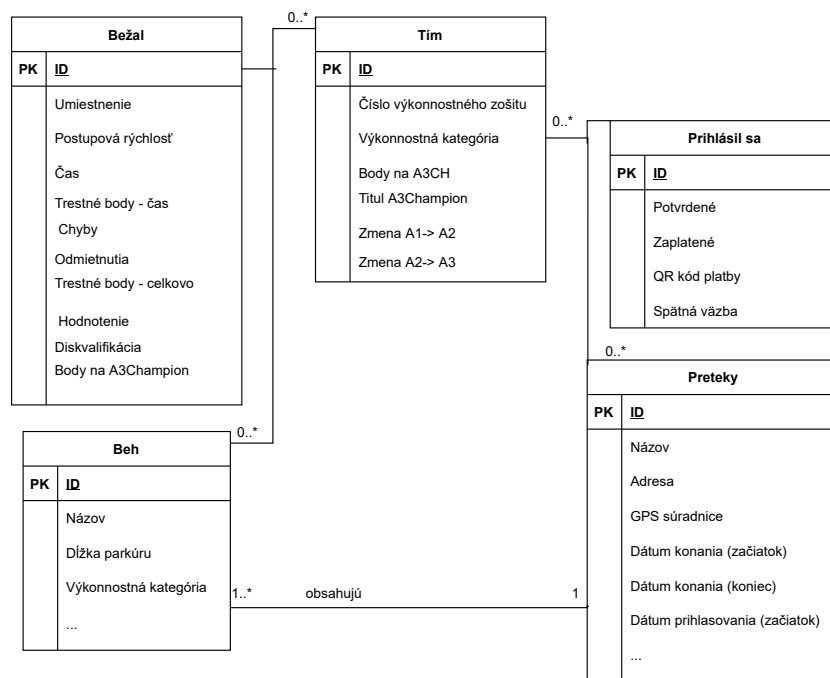 Bežal
PK ID
Umiestnenie
Postupová rýchlosť
Čas
Trestné body - čas
Chyby
Odmietnutia
Trestné body - celkovo
Hodnotenie
Diskvalifikácia
Body na A3Champion
0..*
Tím
PK ID
Číslo výkonnostného zošitu
Výkonnostná kategória
Body na A3CH
Titul A3Champion
Zmena A1-> A2
Zmena A2-> A3
0..*
Prihlásil sa
PK ID
Potvrdené
Zaplatené
QR kód platby
Spätná väzba
0..*
Preteky
PK ID
Názov
Adresa
GPS súradnice
Dátum konania (začiatok)
Dátum konania (koniec)
Dátum prihlasovania (začiatok)
...
0..*
Beh
PK ID
Názov
Dĺžka parkúru
Výkonnostná kategória
...
1..* obsahujú 1